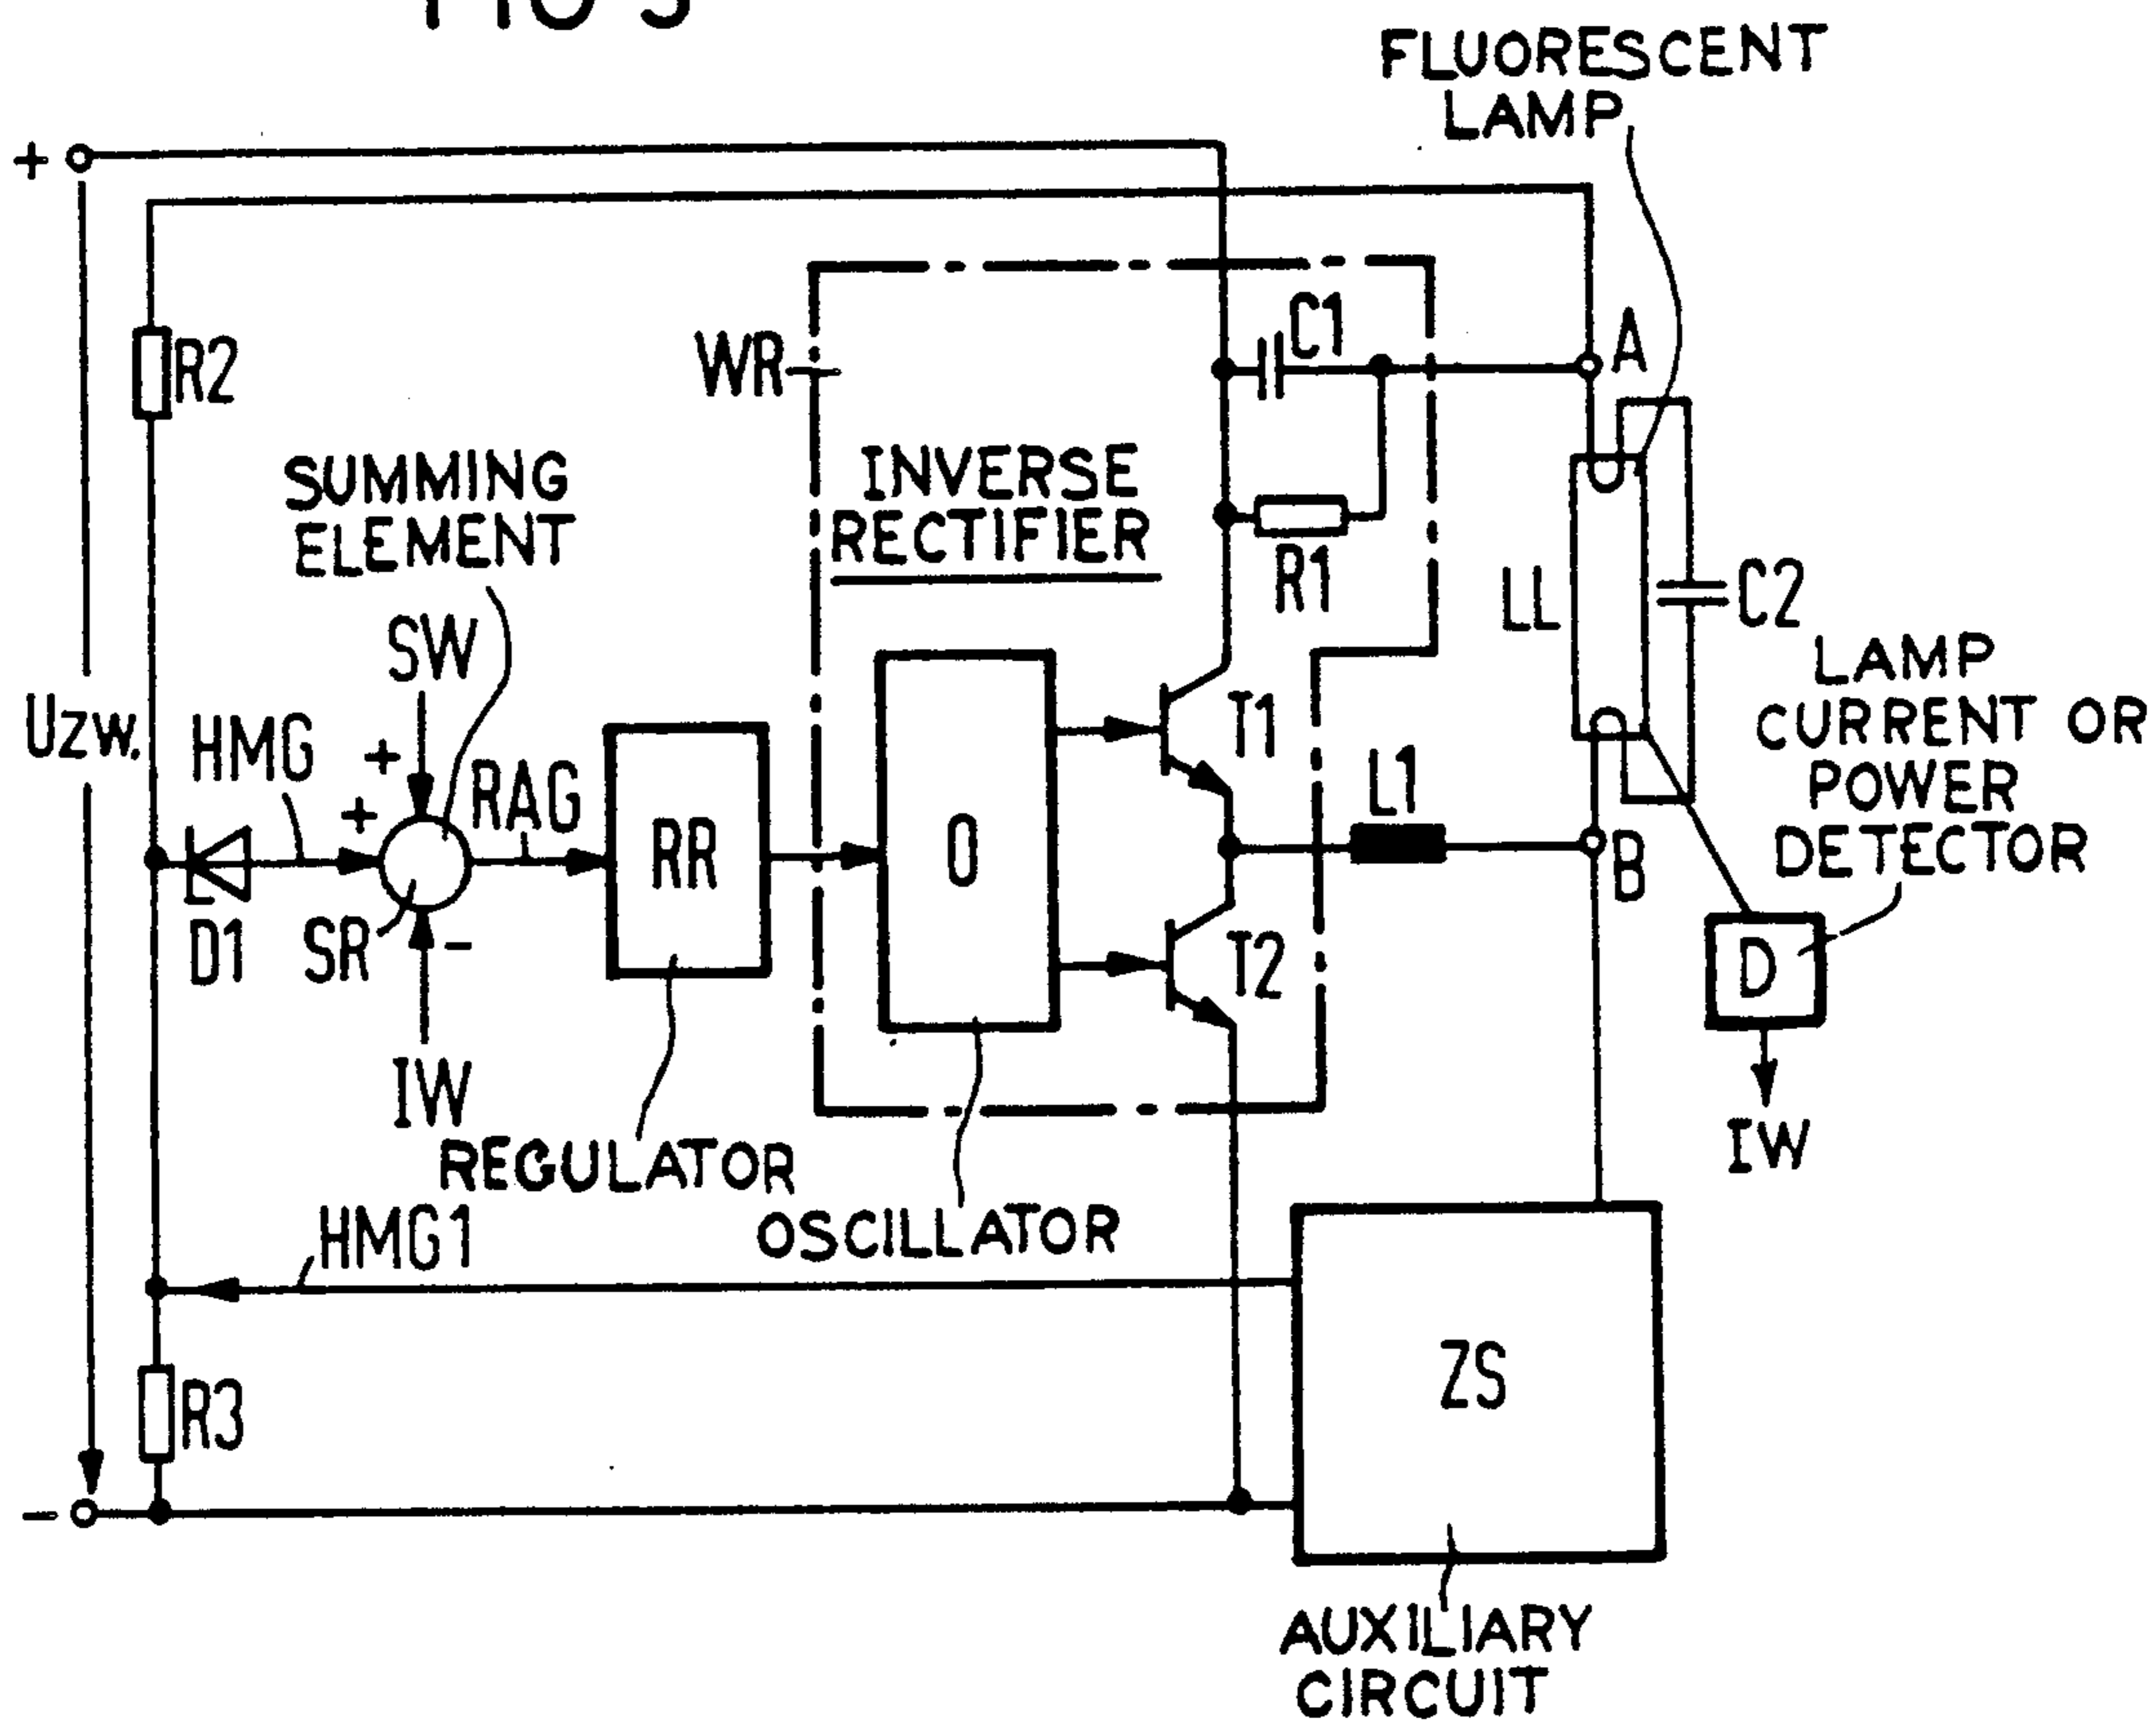 FLUORESCENT
LAMP
+
R2
WR
C1
A
SUMMING
ELEMENT
INVERSE
RECTIFIER
R1
LL
C2
SW
LAMP
CURRENT OR
POWER
DETECTOR
Uzw.
HMG
+
+
RAG
RR
O
T1
L1
B
D1
SR
-
T2
D
IW
IW
REGULATOR
OSCILLATOR
HMG1
ZS
R3
-
AUXILIARY
CIRCUIT